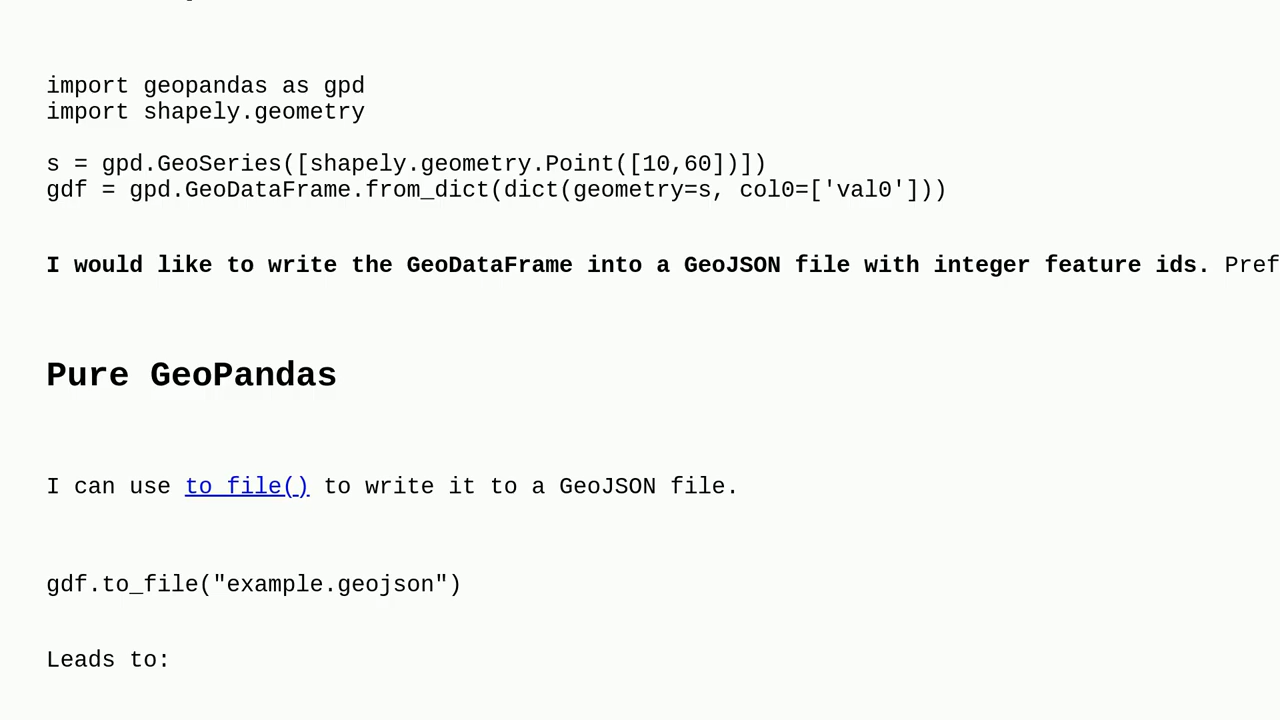 import geopandas as gpd
import shapely.geometry
s = gpd.GeoSeries([shapely.geometry.Point([10,60])])
gdf = gpd.GeoDataFrame.from_dict(dict(geometry=s, col0=['val0']))
I would like to write the GeoDataFrame into a GeoJSON file with integer feature ids.
Pure GeoPandas
I can use to_file() to write it to a GeoJSON file.
gdf.to_file("example.geojson")
Leads to: